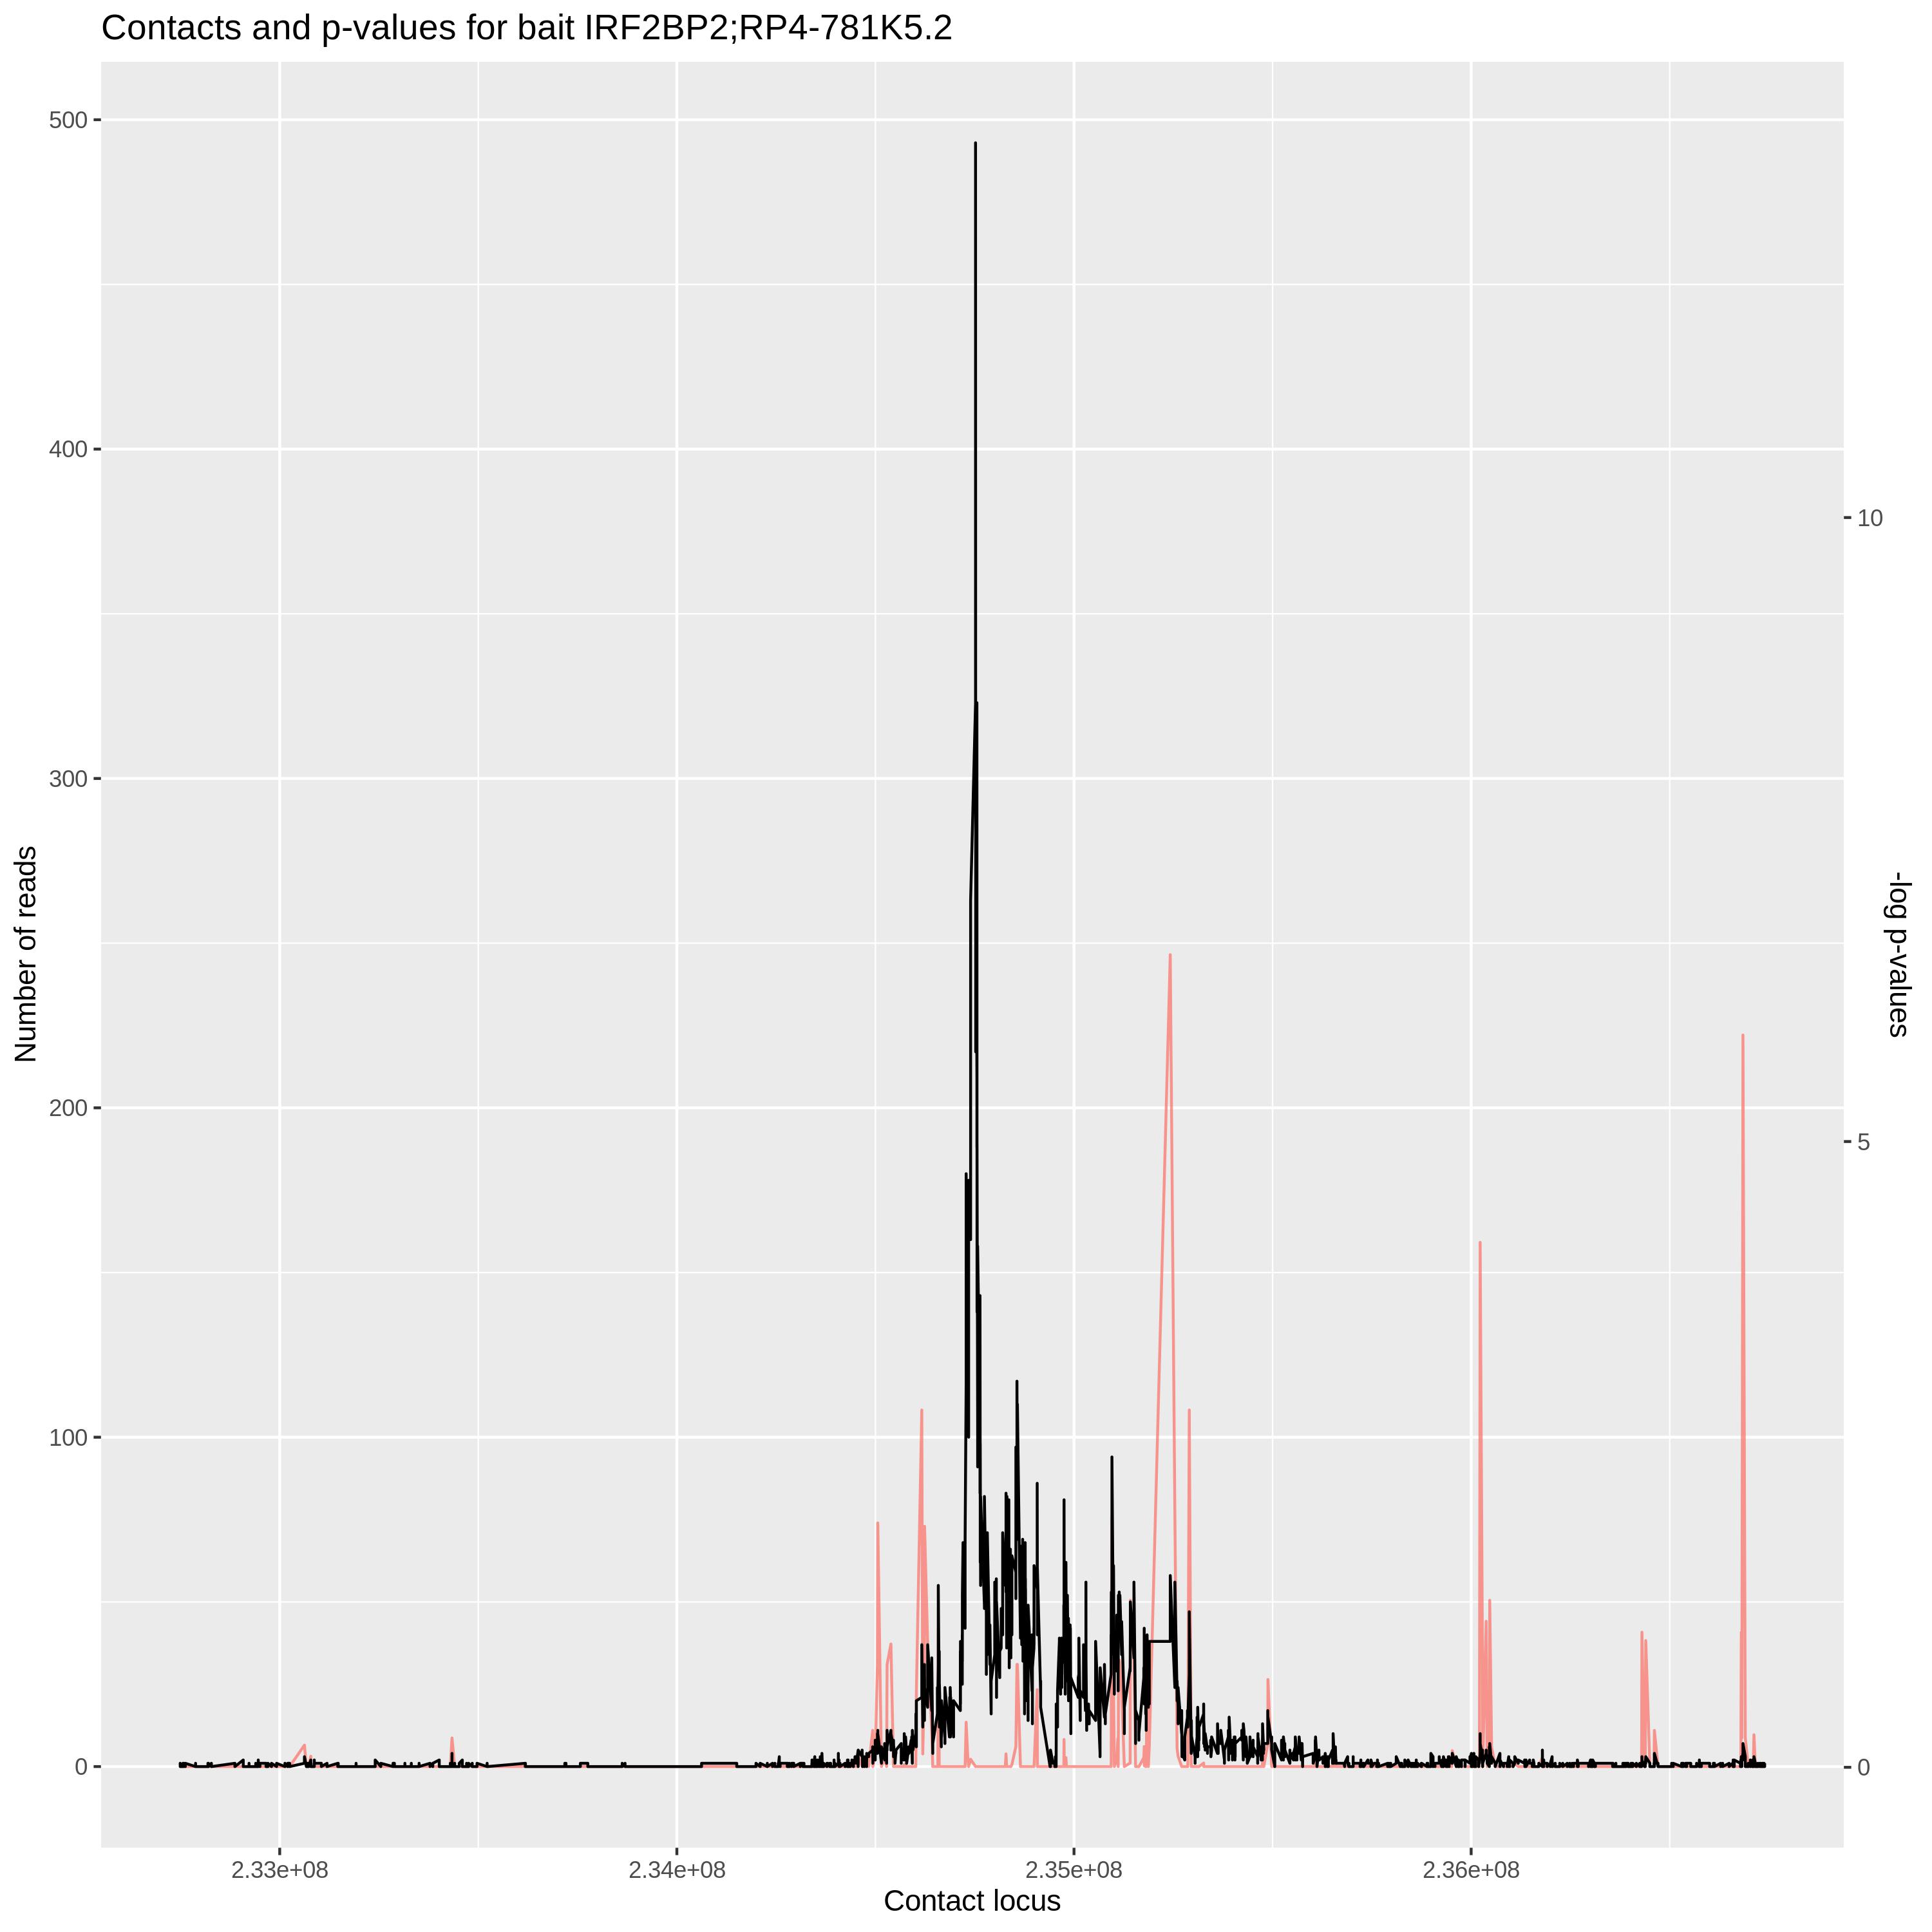 Contacts and p-values for bait IRF2BP2;RP4-781K5.2
500
400
300
200
100
0
Number of reads
10
5
0
-log p-values
2.33e+08
2.34e+08
2.35e+08
2.36e+08
Contact locus